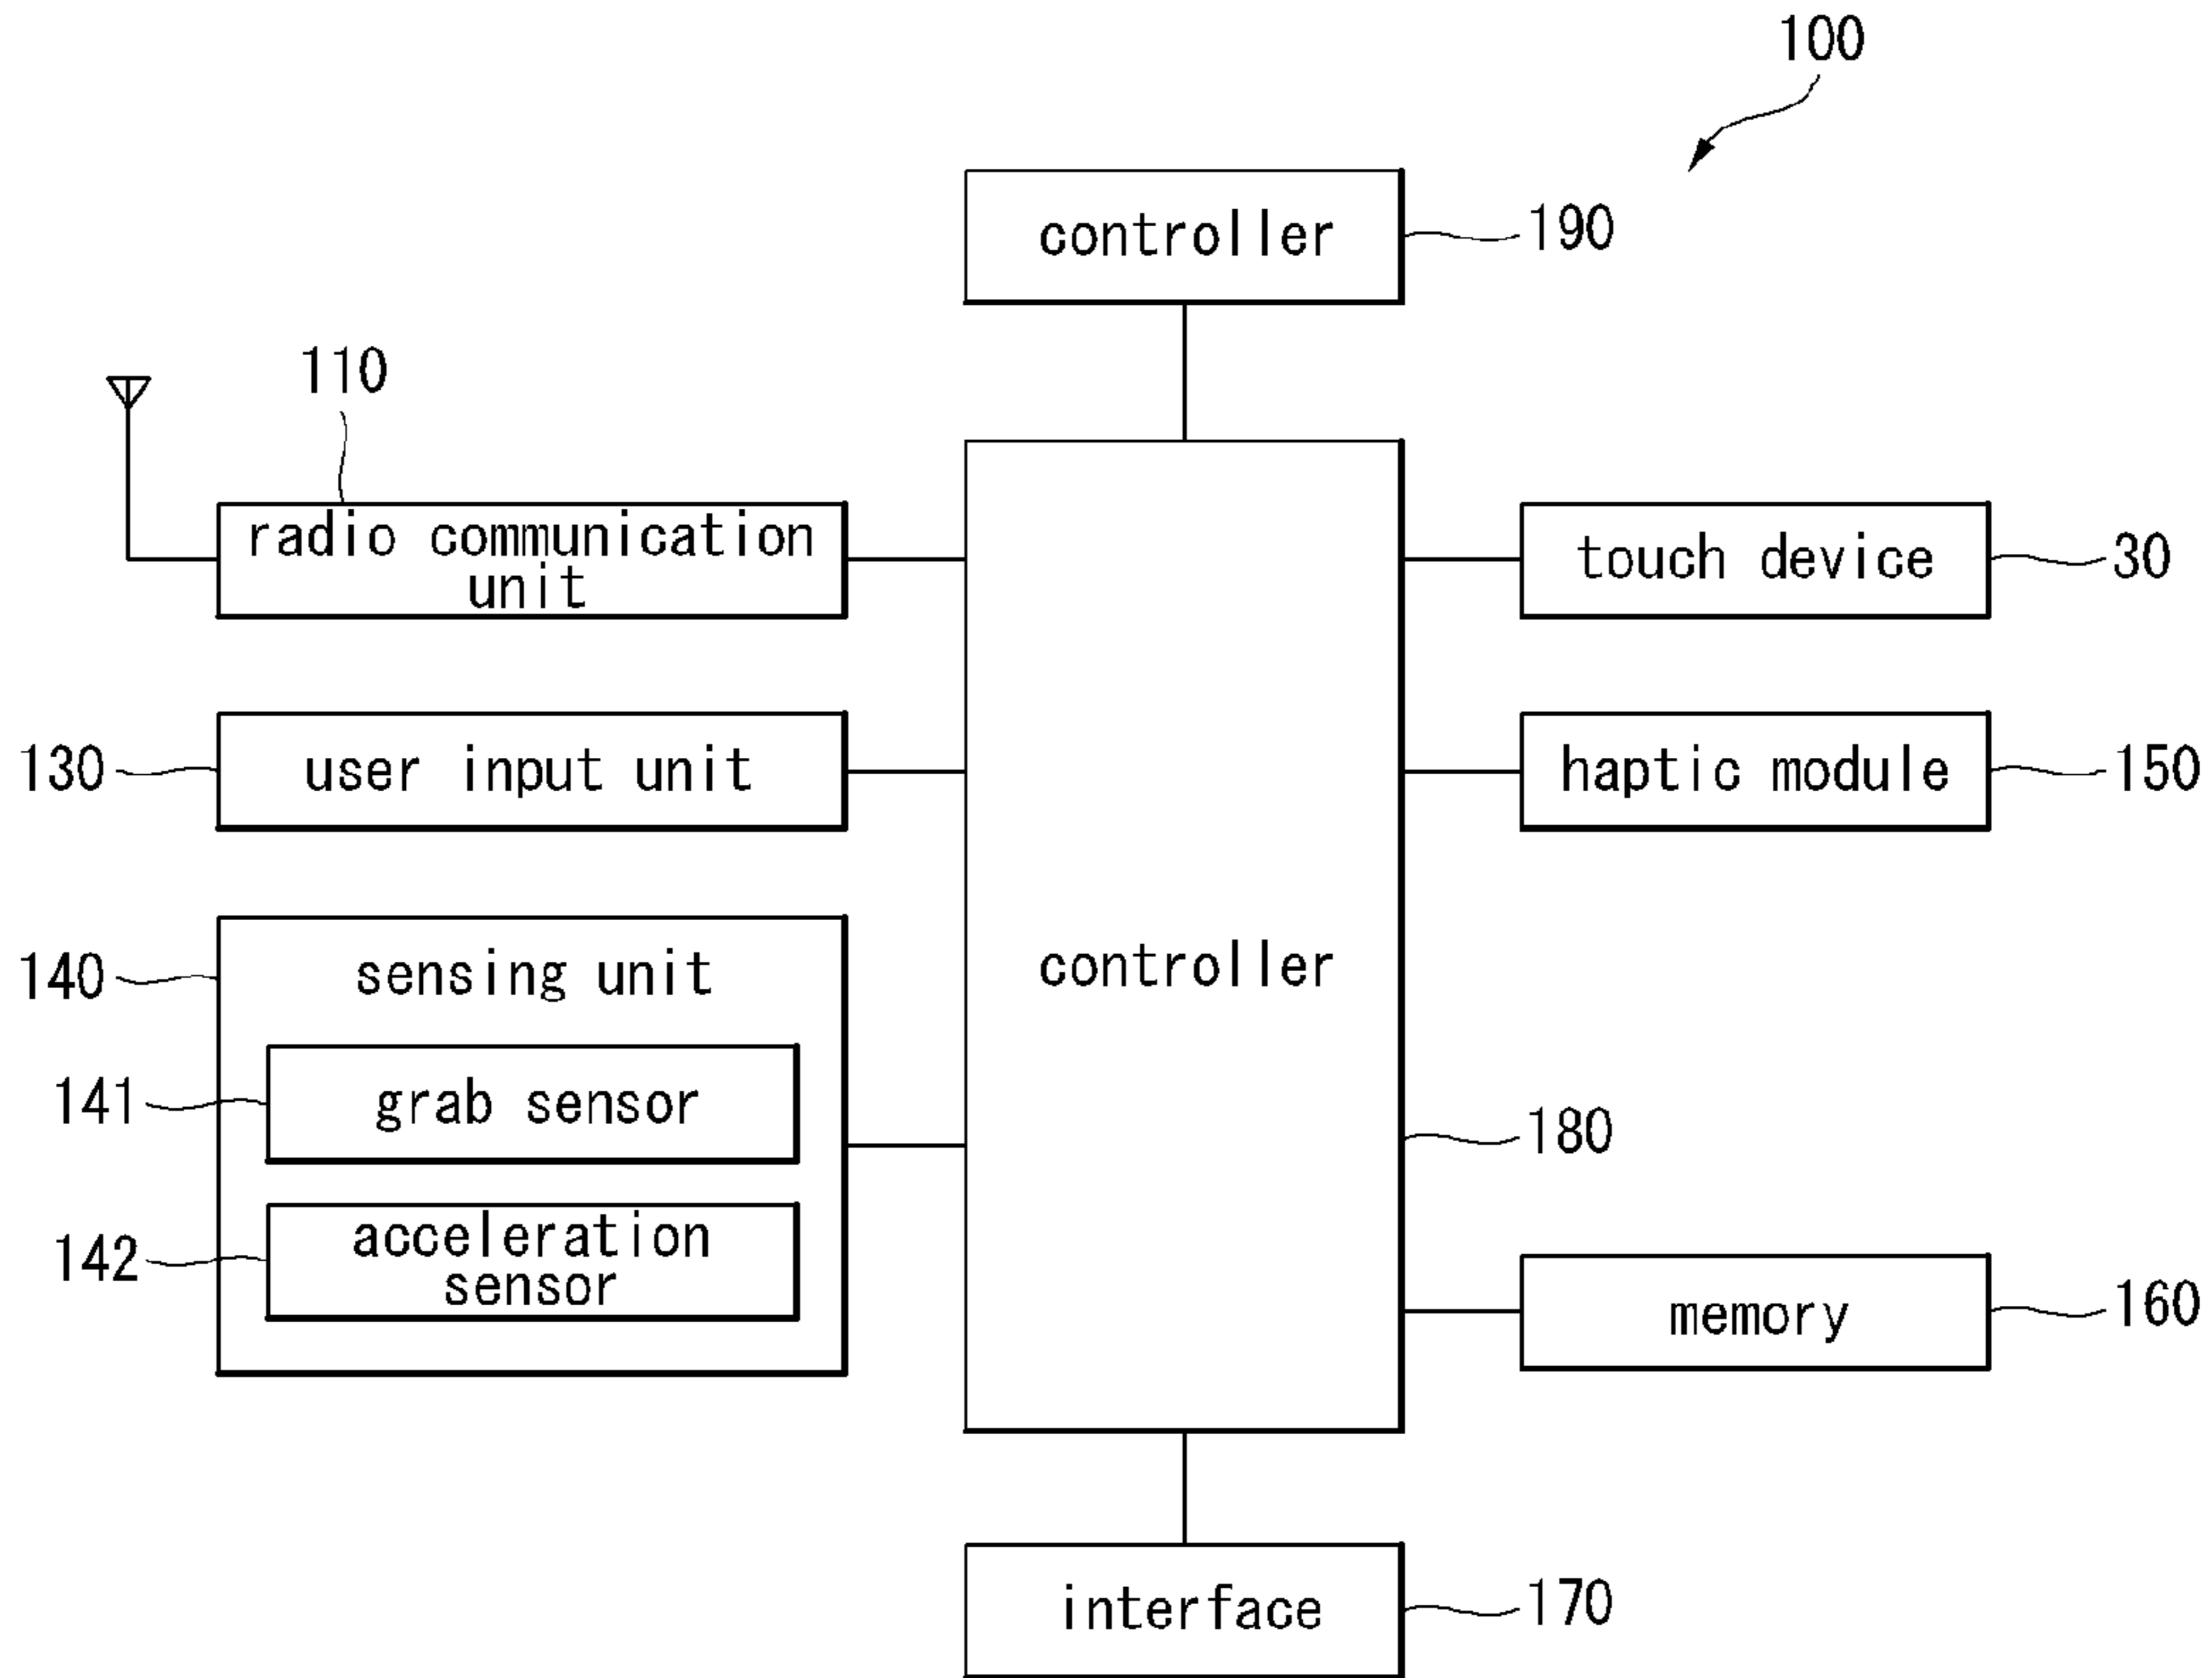 100
controller
190
110
radio communication
unit
touch device
30
130
user input unit
haptic module
150
controller
140
sensing unit
141
grab sensor
180
142
acceleration
sensor
memory
160
interface
170